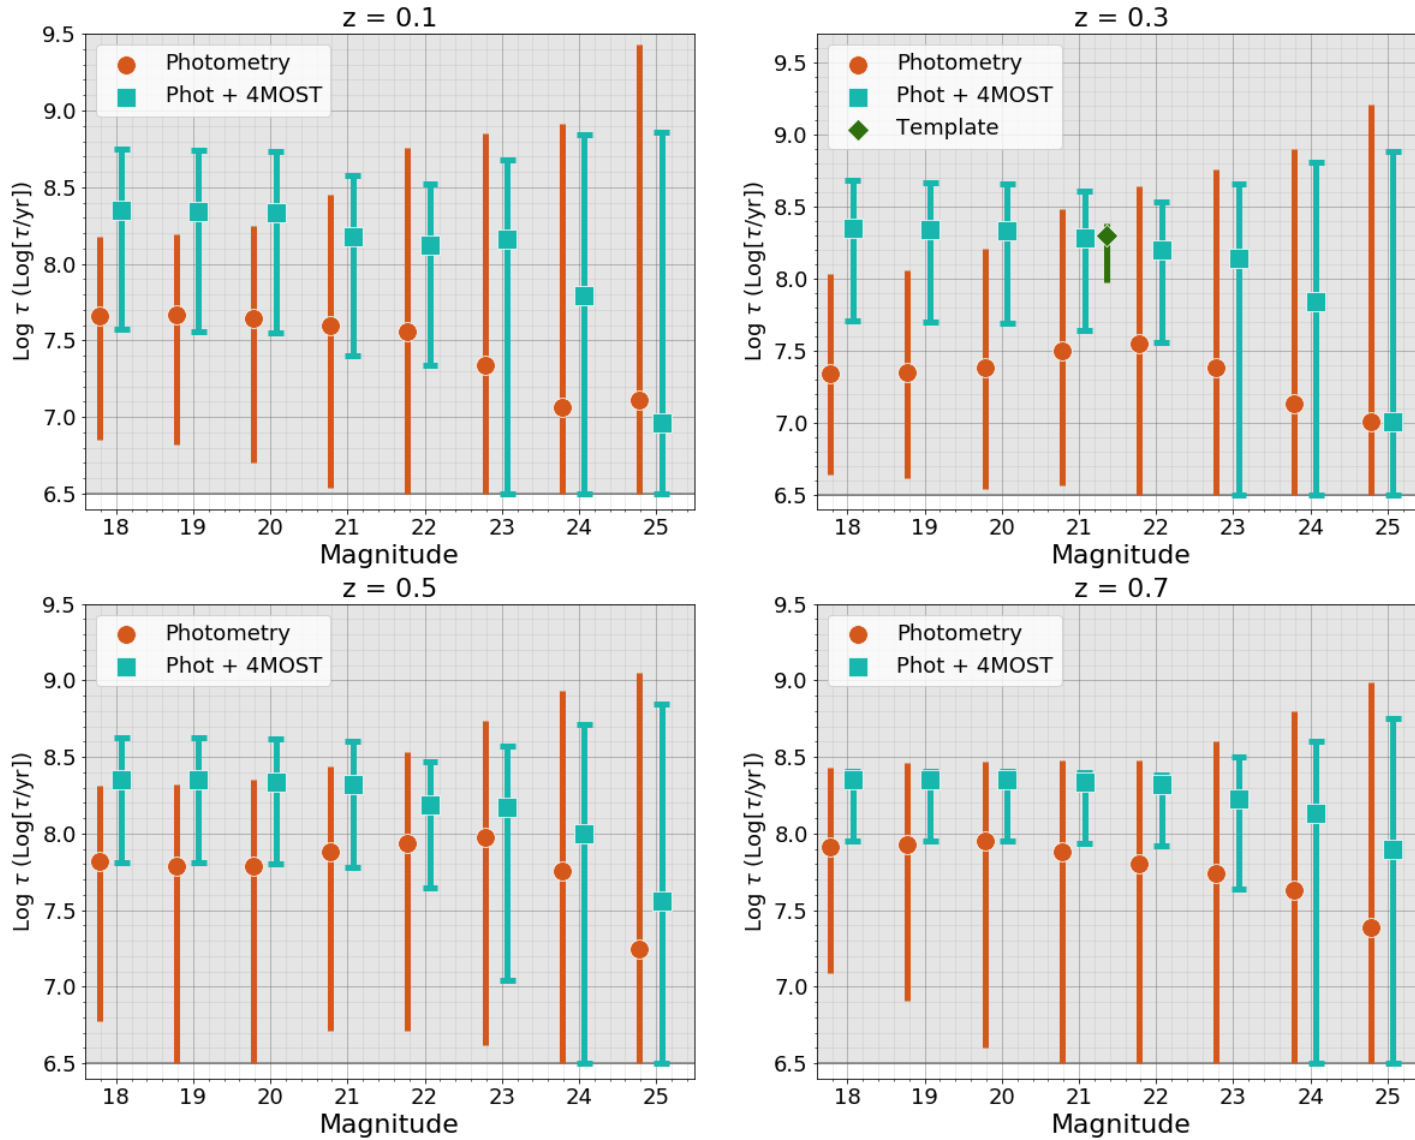 z = 0.1
Photometry
Phot + 4MOST
Log τ (Log[τ/yr])
9.5
9.0
8.5
8.0
7.5
7.0
6.5
18 19 20 21 22 23 24 25
Magnitude
z = 0.3
Photometry
Phot + 4MOST
Template
Log τ (Log[τ/yr])
9.5
9.0
8.5
8.0
7.5
7.0
6.5
18 19 20 21 22 23 24 25
Magnitude
z = 0.5
Photometry
Phot + 4MOST
Log τ (Log[τ/yr])
9.5
9.0
8.5
8.0
7.5
7.0
6.5
18 19 20 21 22 23 24 25
Magnitude
z = 0.7
Photometry
Phot + 4MOST
Log τ (Log[τ/yr])
9.5
9.0
8.5
8.0
7.5
7.0
6.5
18 19 20 21 22 23 24 25
Magnitude